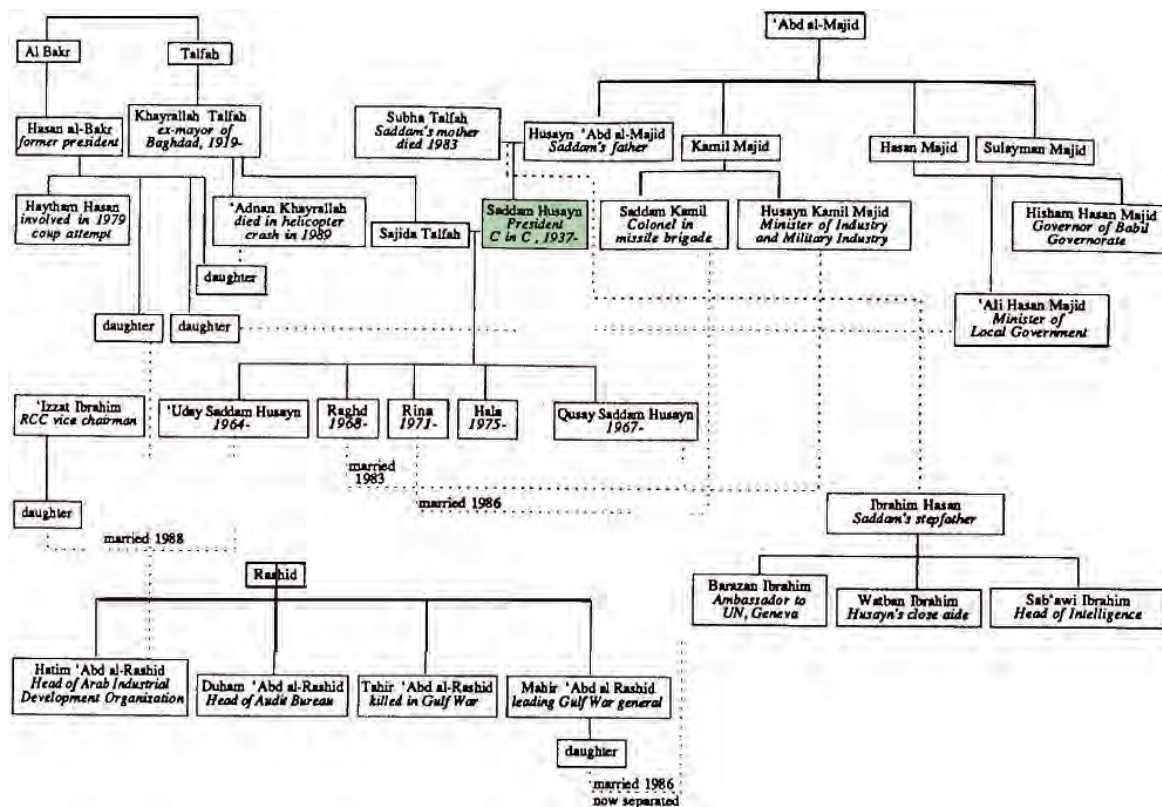 'Abd al-Majid
Al Bakr
Talfah
Hasan al-Bakr
former president
Khayrallah Talfah
ex-mayor of
Baghdad, 1919-
Subha Talfah
Saddam's mother
died 1983
Husayn 'Abd al-Majid
Saddam's father
Kamil Majid
Hasan Majid
Sulayman Majid
Haytham Hasan
involved in 1979
coup attempt
'Adnan Khayrallah
died in helicopter
crash in 1989
Sajida Talfah
Saddam Husayn
President
C in C , 1937-
Saddam Kamil
Colonel in
missile brigade
Husayn Kamil Majid
Minister of Industry
and Military Industry
Hisham Hasan Majid
Governor of Babil
Governorate
daughter
daughter
daughter
'Ali Hasan Majid
Minister of
Local Government
'Izzat Ibrahim
RCC vice chairman
'Uday Saddam Husayn
1964-
Raghd
1968-
Rina
1971-
Hala
1975-
Qusay Saddam Husayn
1967-
married
1983
married 1986
daughter
married 1988
Ibrahim Hasan
Saddam's stepfather
Rashid
Barazan Ibrahim
Ambassador to
UN, Geneva
Watban Ibrahim
Husayn's close aide
Sab'awi Ibrahim
Head of Intelligence
Hatim 'Abd al-Rashid
Head of Arab Industrial
Development Organization
Duham 'Abd al-Rashid
Head of Audit Bureau
Tahir 'Abd al-Rashid
killed in Gulf War
Mahir 'Abd al Rashid
leading Gulf War general
daughter
married 1986
now separated